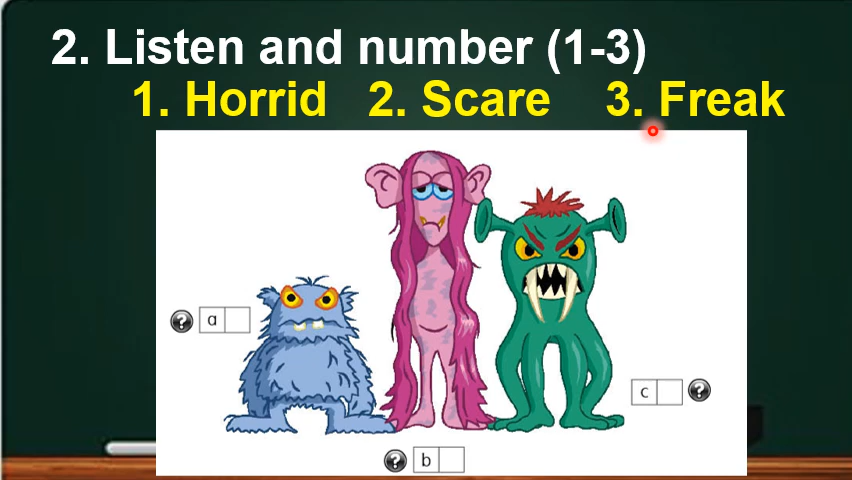 2. Listen and number (1-3)
1. Horrid 2. Scare 3. Freak
? a
c ?
? b